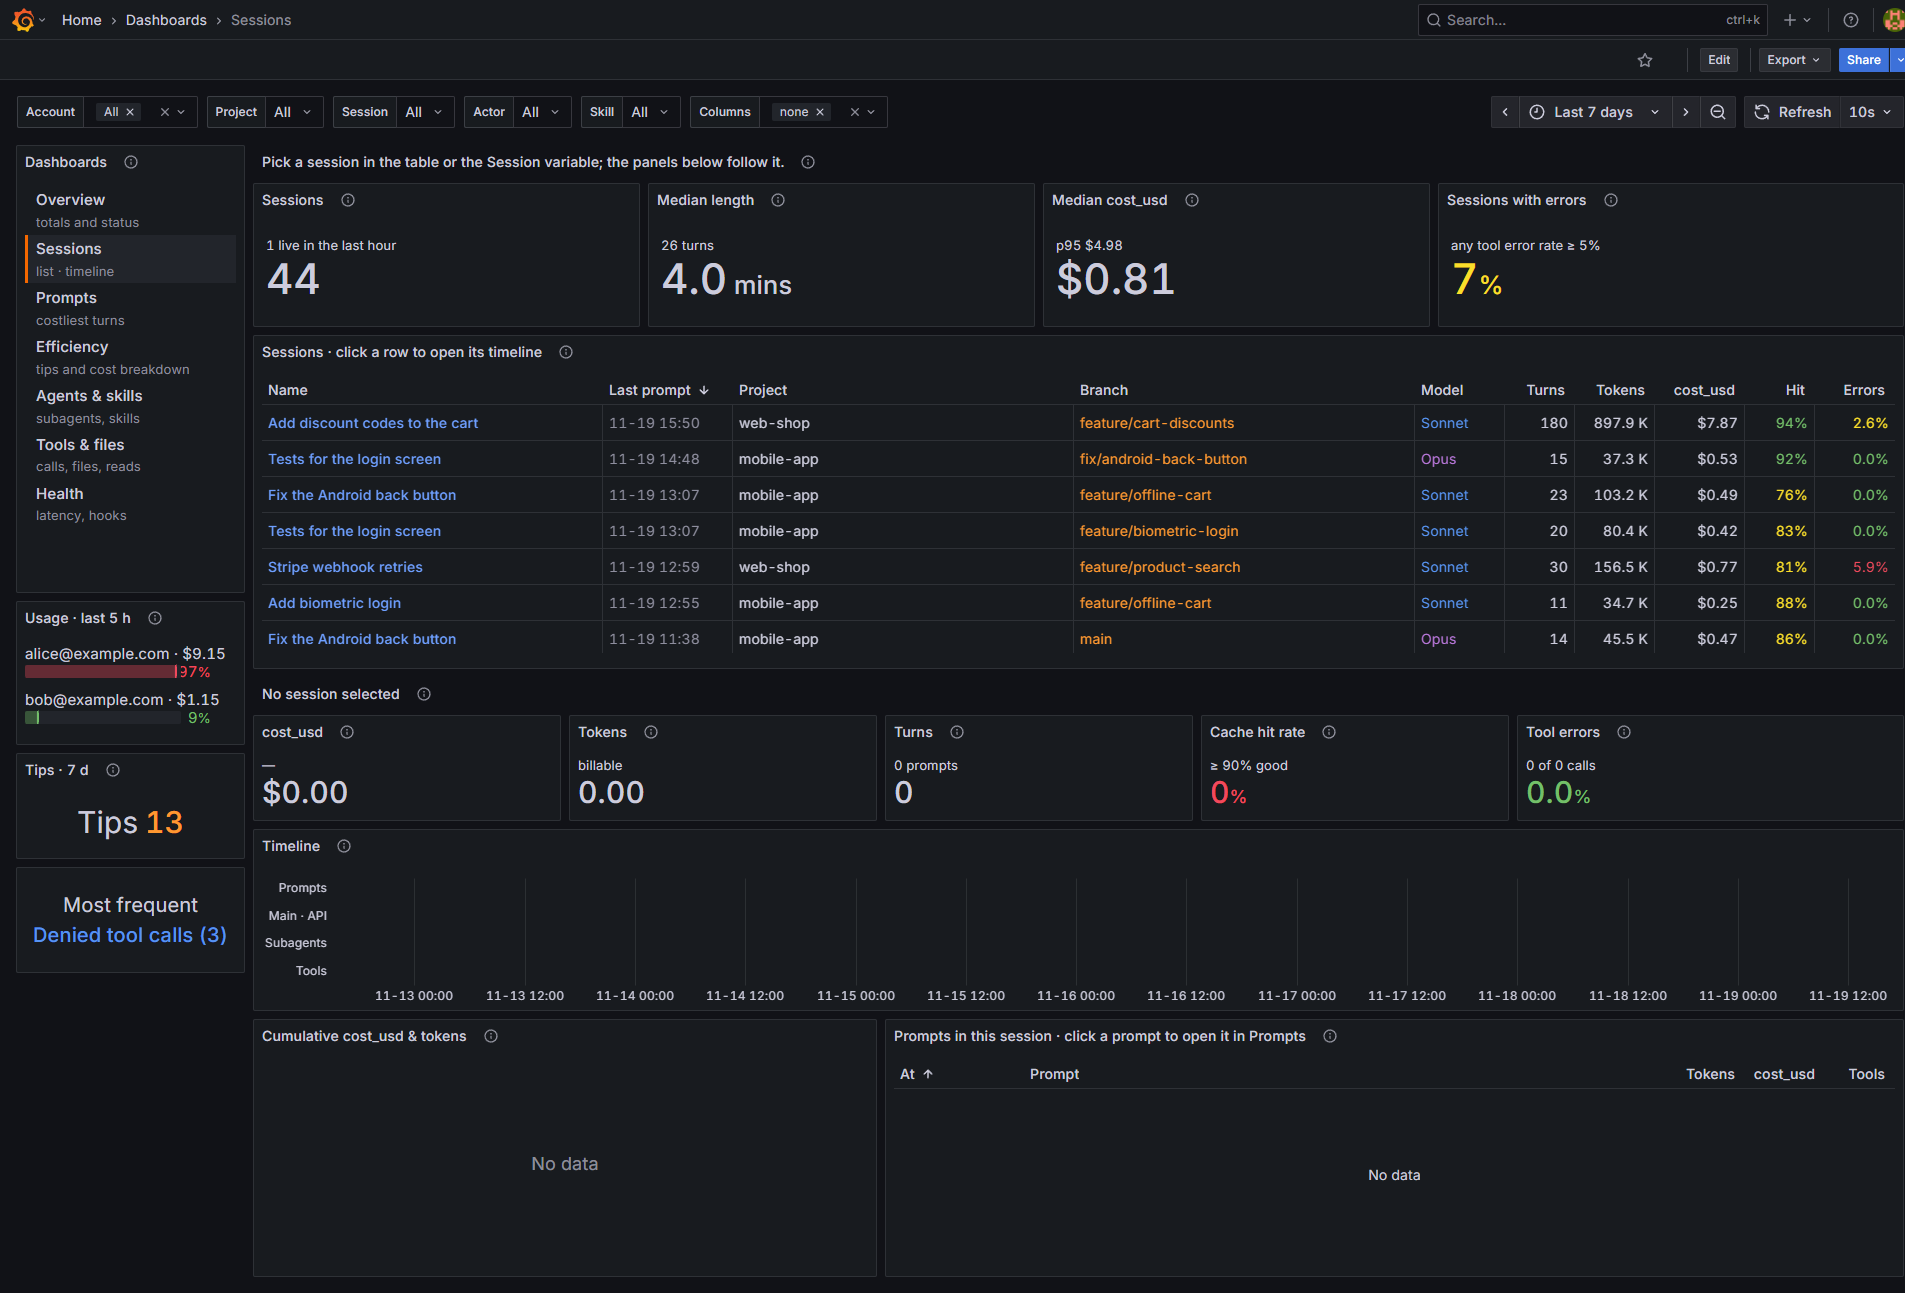 Home › Dashboards › Sessions
Search... ctrl+k
Edit Export Share
Account All Project All Session All Actor All Skill All Columns none Last 7 days Refresh 10s
Dashboards
Overview
totals and status
Sessions
list · timeline
Prompts
costliest turns
Efficiency
tips and cost breakdown
Agents & skills
subagents, skills
Tools & files
calls, files, reads
Health
latency, hooks
Usage · last 5 h
alice@example.com · $9.15
97%
bob@example.com · $1.15
9%
Tips · 7 d
Tips 13
Most frequent
Denied tool calls (3)
Pick a session in the table or the Session variable; the panels below follow it.
Sessions
1 live in the last hour
44
Median length
26 turns
4.0 mins
Median cost_usd
p95 $4.98
$0.81
Sessions with errors
any tool error rate ≥ 5%
7%
Sessions · click a row to open its timeline
Name Last prompt ↓ Project Branch Model Turns Tokens cost_usd Hit Errors
Add discount codes to the cart 11-19 15:50 web-shop feature/cart-discounts Sonnet 180 897.9 K $7.87 94% 2.6%
Tests for the login screen 11-19 14:48 mobile-app fix/android-back-button Opus 15 37.3 K $0.53 92% 0.0%
Fix the Android back button 11-19 13:07 mobile-app feature/offline-cart Sonnet 23 103.2 K $0.49 76% 0.0%
Tests for the login screen 11-19 13:07 mobile-app feature/biometric-login Sonnet 20 80.4 K $0.42 83% 0.0%
Stripe webhook retries 11-19 12:59 web-shop feature/product-search Sonnet 30 156.5 K $0.77 81% 5.9%
Add biometric login 11-19 12:55 mobile-app feature/offline-cart Sonnet 11 34.7 K $0.25 88% 0.0%
Fix the Android back button 11-19 11:38 mobile-app main Opus 14 45.5 K $0.47 86% 0.0%
No session selected
cost_usd
—
$0.00
Tokens
billable
0.00
Turns
0 prompts
0
Cache hit rate
≥ 90% good
0%
Tool errors
0 of 0 calls
0.0%
Timeline
Prompts
Main · API
Subagents
Tools
11-13 00:00 11-13 12:00 11-14 00:00 11-14 12:00 11-15 00:00 11-15 12:00 11-16 00:00 11-16 12:00 11-17 00:00 11-17 12:00 11-18 00:00 11-18 12:00 11-19 00:00 11-19 12:00
Cumulative cost_usd & tokens
No data
Prompts in this session · click a prompt to open it in Prompts
At ↑ Prompt Tokens cost_usd Tools
No data